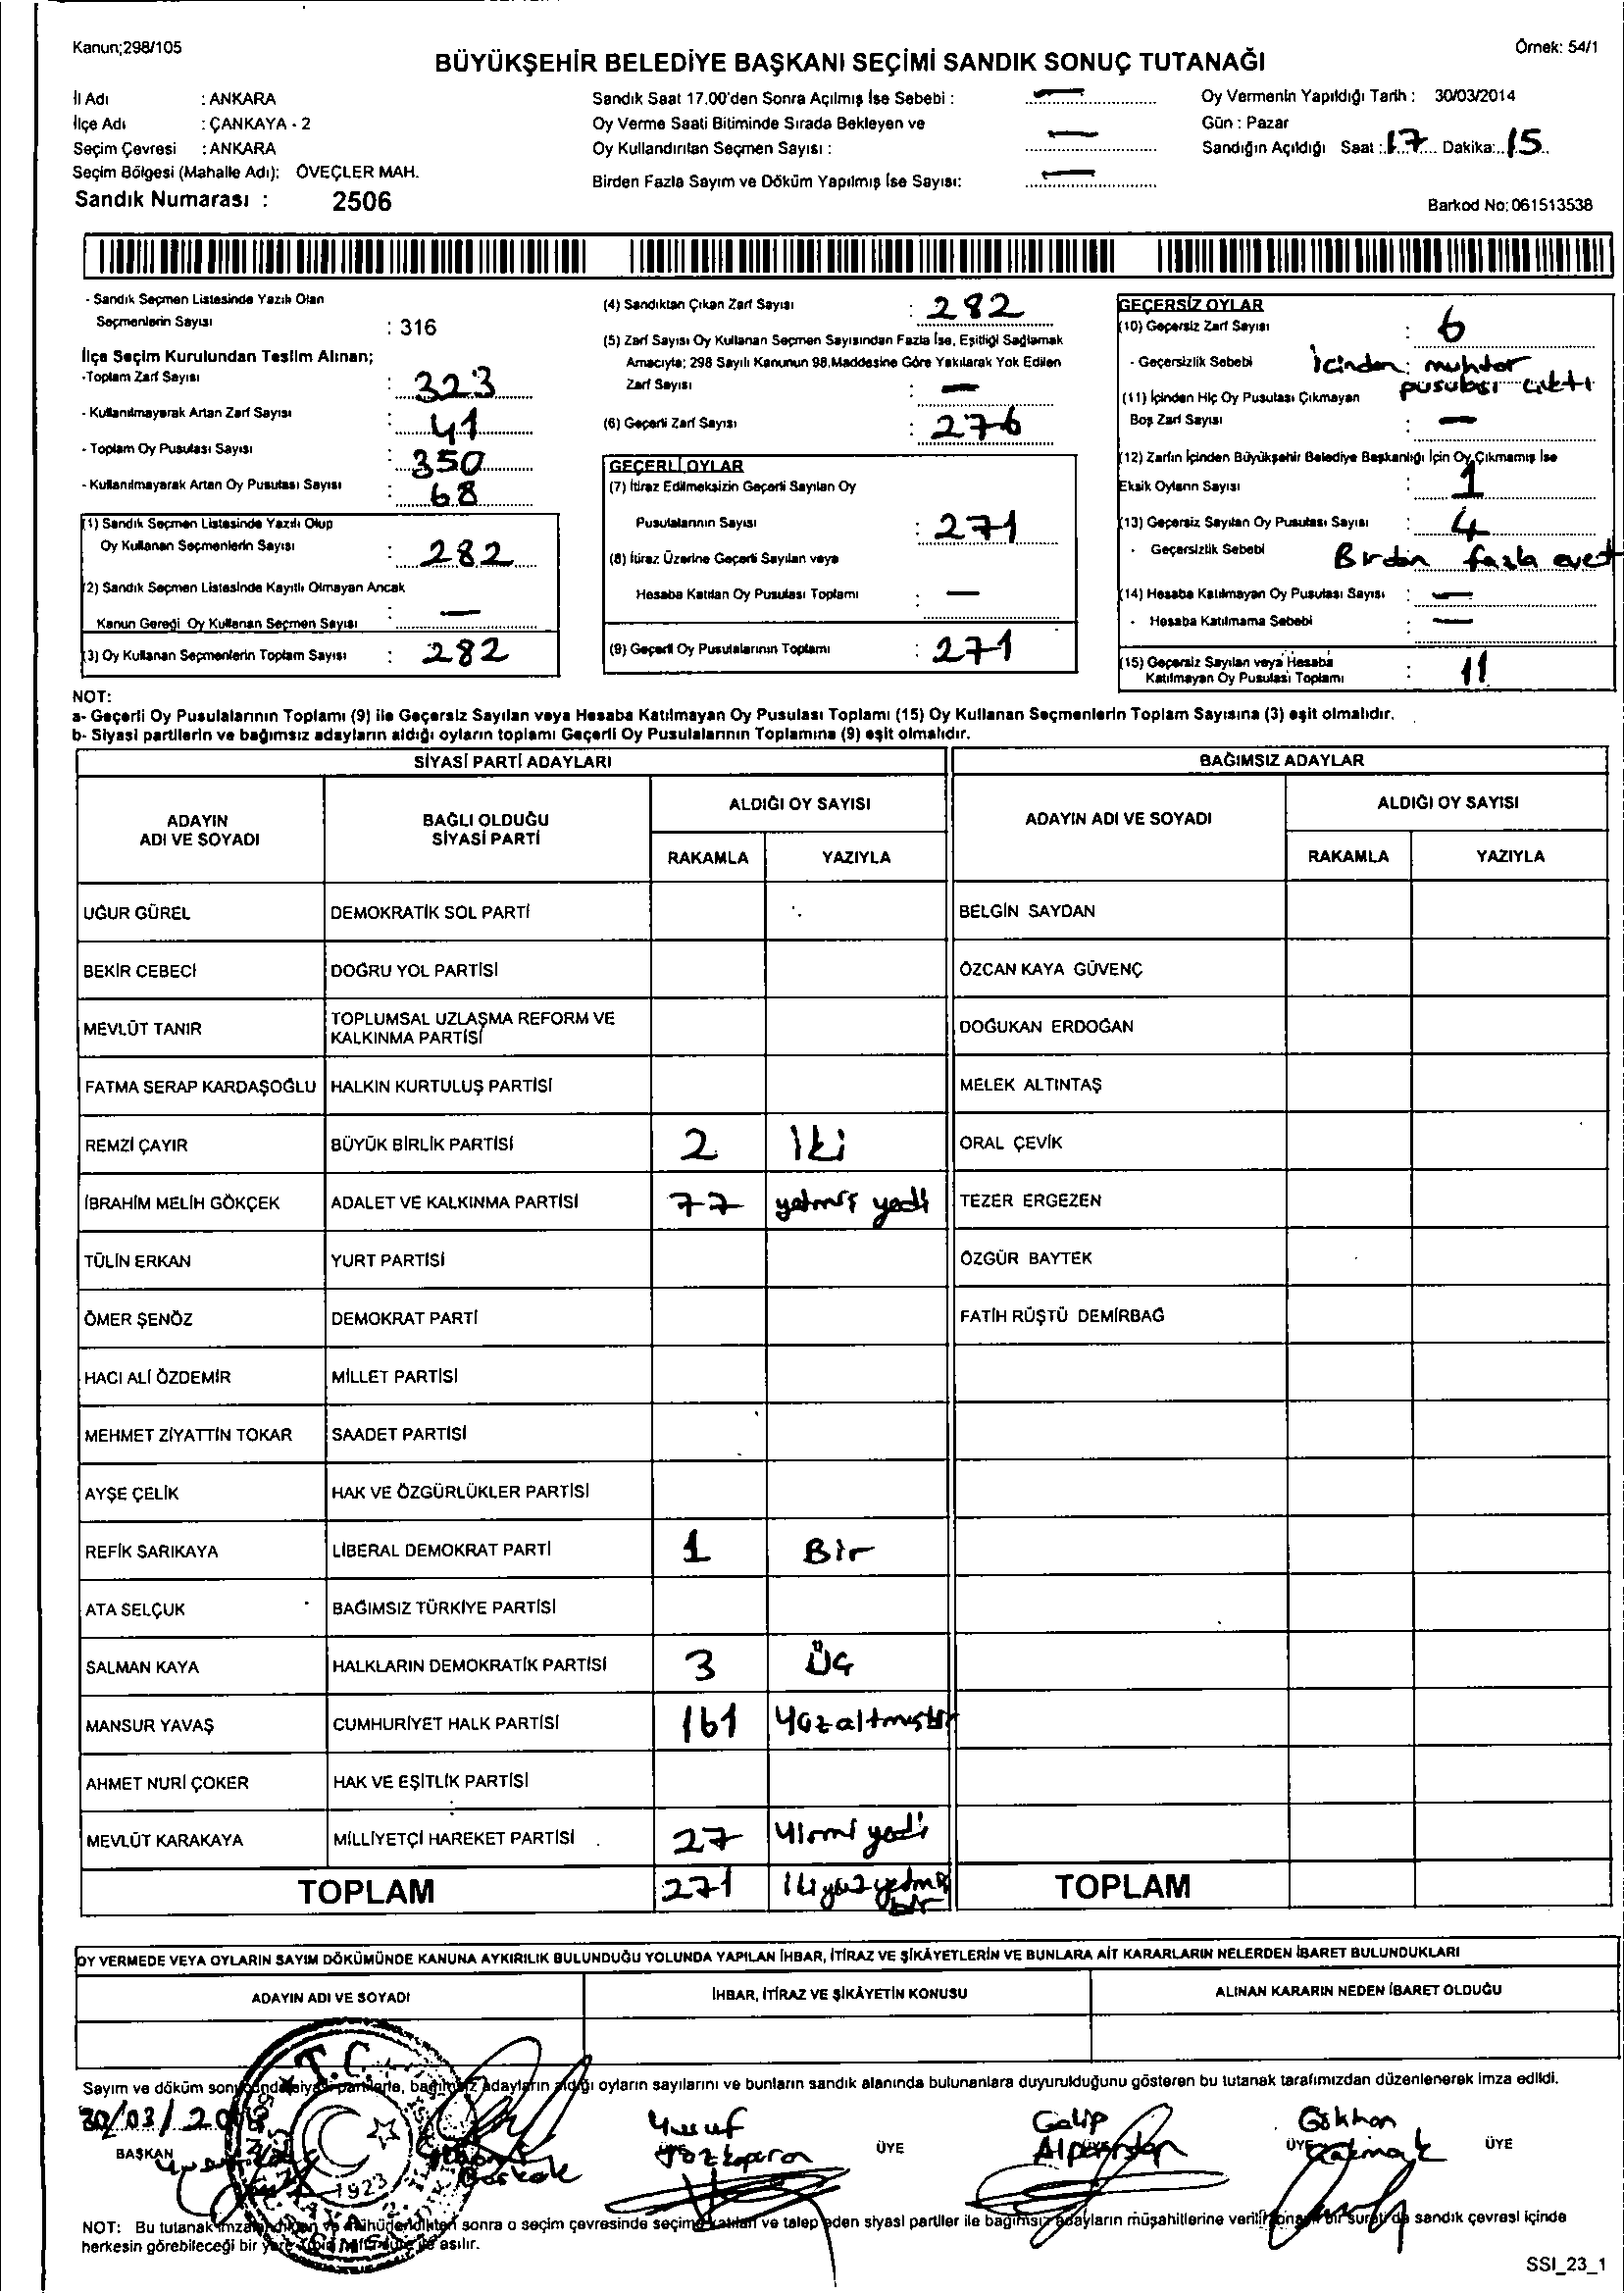 Kanun;298/105
Örnek: 54/1
BÜYÜKŞEHİR BELEDİYE BAŞKANI SEÇİMİ SANDIK SONUÇ TUTANAĞI
İl Adı : ANKARA
İlçe Adı : ÇANKAYA - 2
Seçim Çevresi : ANKARA
Seçim Bölgesi (Mahalle Adı): ÖVEÇLER MAH.
Sandık Numarası : 2506
Sandık Saat 17.00'den Sonra Açılmış İse Sebebi : —
Oy Verme Saati Bitiminde Sırada Bekleyen ve
Oy Kullandırılan Seçmen Sayısı : —
Birden Fazla Sayım ve Döküm Yapılmış İse Sayısı: —
Oy Vermenin Yapıldığı Tarih : 30/03/2014
Gün : Pazar
Sandığın Açıldığı Saat : 17 Dakika: 15
Barkod No: 061513538
- Sandık Seçmen Listesinde Yazılı Olan
Seçmenlerin Sayısı : 316
İlçe Seçim Kurulundan Teslim Alınan;
-Toplam Zarf Sayısı : 323
- Kullanılmayarak Artan Zarf Sayısı : 41
- Toplam Oy Pusulası Sayısı : 350
- Kullanılmayarak Artan Oy Pusulası Sayısı : 68
(1) Sandık Seçmen Listesinde Yazılı Olup
Oy Kullanan Seçmenlerin Sayısı : 282
(2) Sandık Seçmen Listesinde Kayıtlı Olmayan Ancak
Kanun Gereği Oy Kullanan Seçmen Sayısı : —
(3) Oy Kullanan Seçmenlerin Toplam Sayısı : 282
(4) Sandıktan Çıkan Zarf Sayısı : 282
(5) Zarf Sayısı Oy Kullanan Seçmen Sayısından Fazla İse, Eşitliği Sağlamak
Amacıyla; 298 Sayılı Kanunun 98.Maddesine Göre Yakılarak Yok Edilen
Zarf Sayısı : —
(6) Geçerli Zarf Sayısı : 276
GEÇERLİ OYLAR
(7) İtiraz Edilmeksizin Geçerli Sayılan Oy
Pusulalarının Sayısı : 271
(8) İtiraz Üzerine Geçerli Sayılan veya
Hesaba Katılan Oy Pusulası Toplamı : —
(9) Geçerli Oy Pusulalarının Toplamı : 271
GEÇERSİZ OYLAR
(10) Geçersiz Zarf Sayısı : 6
- Geçersizlik Sebebi İçinden muhtar
pusulası çıktı
(11) İçinden Hiç Oy Pusulası Çıkmayan
Boş Zarf Sayısı : —
(12) Zarfın İçinden Büyükşehir Belediye Başkanlığı İçin Oy Çıkmamış İse
Eksik Oyların Sayısı : 1
(13) Geçersiz Sayılan Oy Pusulası Sayısı : 4
- Geçersizlik Sebebi Birden fazla evet
(14) Hesaba Katılmayan Oy Pusulası Sayısı : —
- Hesaba Katılmama Sebebi : —
(15) Geçersiz Sayılan veya Hesaba
Katılmayan Oy Pusulası Toplamı : 11
NOT:
a- Geçerli Oy Pusulalarının Toplamı (9) ile Geçersiz Sayılan veya Hesaba Katılmayan Oy Pusulası Toplamı (15) Oy Kullanan Seçmenlerin Toplam Sayısına (3) eşit olmalıdır.
b- Siyasi partilerin ve bağımsız adayların aldığı oyların toplamı Geçerli Oy Pusulalarının Toplamına (9) eşit olmalıdır.
SİYASİ PARTİ ADAYLARI
BAĞIMSIZ ADAYLAR
ADAYIN
ADI VE SOYADI
BAĞLI OLDUĞU
SİYASİ PARTİ
ALDIĞI OY SAYISI
RAKAMLA YAZIYLA
ADAYIN ADI VE SOYADI
ALDIĞI OY SAYISI
RAKAMLA YAZIYLA
UĞUR GÜREL DEMOKRATİK SOL PARTİ BELGİN SAYDAN
BEKİR CEBECİ DOĞRU YOL PARTİSİ ÖZCAN KAYA GÜVENÇ
MEVLÜT TANIR TOPLUMSAL UZLAŞMA REFORM VE
KALKINMA PARTİSİ DOĞUKAN ERDOĞAN
FATMA SERAP KARDAŞOĞLU HALKIN KURTULUŞ PARTİSİ MELEK ALTINTAŞ
REMZİ ÇAYIR BÜYÜK BİRLİK PARTİSİ 2 iki ORAL ÇEVİK
İBRAHİM MELİH GÖKÇEK ADALET VE KALKINMA PARTİSİ 77 yetmiş yedi TEZER ERGEZEN
TÜLİN ERKAN YURT PARTİSİ ÖZGÜR BAYTEK
ÖMER ŞENÖZ DEMOKRAT PARTİ FATİH RÜŞTÜ DEMİRBAĞ
HACI ALİ ÖZDEMİR MİLLET PARTİSİ
MEHMET ZİYATTİN TOKAR SAADET PARTİSİ
AYŞE ÇELİK HAK VE ÖZGÜRLÜKLER PARTİSİ
REFİK SARIKAYA LİBERAL DEMOKRAT PARTİ 1 Bir
ATA SELÇUK BAĞIMSIZ TÜRKİYE PARTİSİ
SALMAN KAYA HALKLARIN DEMOKRATİK PARTİSİ 3 Üç
MANSUR YAVAŞ CUMHURİYET HALK PARTİSİ 161 Yüzaltmışbir
AHMET NURİ ÇOKER HAK VE EŞİTLİK PARTİSİ
MEVLÜT KARAKAYA MİLLİYETÇİ HAREKET PARTİSİ 27 Yirmi yedi
TOPLAM 271 İkiyüz yetmiş
bir TOPLAM
OY VERMEDE VEYA OYLARIN SAYIM DÖKÜMÜNDE KANUNA AYKIRILIK BULUNDUĞU YOLUNDA YAPILAN İHBAR, İTİRAZ VE ŞİKÂYETLERİN VE BUNLARA AİT KARARLARIN NELERDEN İBARET BULUNDUKLARI
ADAYIN ADI VE SOYADI İHBAR, İTİRAZ VE ŞİKÂYETİN KONUSU ALINAN KARARIN NEDEN İBARET OLDUĞU
Sayım ve döküm sonucunda siyasi partilerle, bağımsız adayların aldığı oyların sayılarını ve bunların sandık alanında bulunanlara duyurulduğunu gösteren bu tutanak tarafımızdan düzenlenerek imza edildi.
30/03/
T.C.
1923
BAŞKAN
Yusuf
ÜYE
Galip
Alparslan
Gökhan
ÜYE
ÜYE
NOT: Bu tutanak sonra o seçim çevresinde seçime katılan ve talep eden siyasi partiler ile bağımsız adayların müşahitlerine verilir, sandık çevresi içinde
herkesin görebileceği bir yere asılır.
SSI_23_1